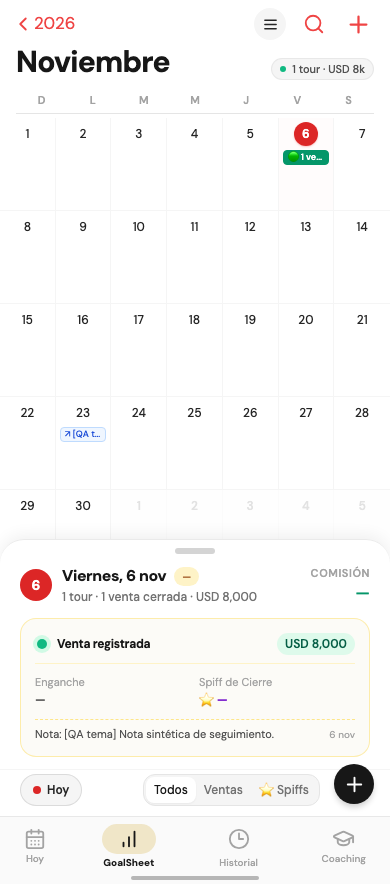 2026
Noviembre
1 tour · USD 8k
D L M M J V S
1 2 3 4 5 6 7
1 ve...
8 9 10 11 12 13 14
15 16 17 18 19 20 21
22 23 24 25 26 27 28
[QA t...
29 30 1 2 3 4 5
6
Viernes, 6 nov –
COMISIÓN
1 tour · 1 venta cerrada · USD 8,000
–
Venta registrada USD 8,000
Enganche Spiff de Cierre
– ⭐ –
Nota: [QA tema] Nota sintética de seguimiento. 6 nov
Hoy Todos Ventas ⭐ Spiffs
Hoy GoalSheet Historial Coaching